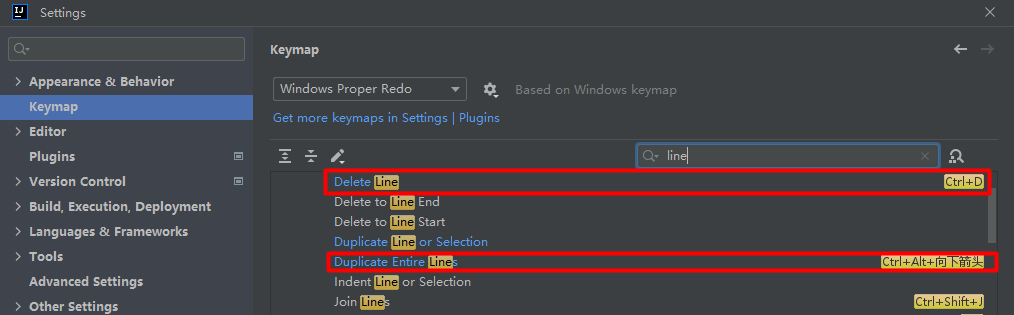 Settings
Keymap
Appearance & Behavior
Keymap
Editor
Plugins
Version Control
Build, Execution, Deployment
Languages & Frameworks
Tools
Advanced Settings
Other Settings
Windows Proper Redo
Based on Windows keymap
Get more keymaps in Settings | Plugins
line
Delete Line Ctrl+D
Delete to Line End
Delete to Line Start
Duplicate Line or Selection
Duplicate Entire Lines Ctrl+Alt+向下箭头
Indent Line or Selection
Join Lines Ctrl+Shift+J